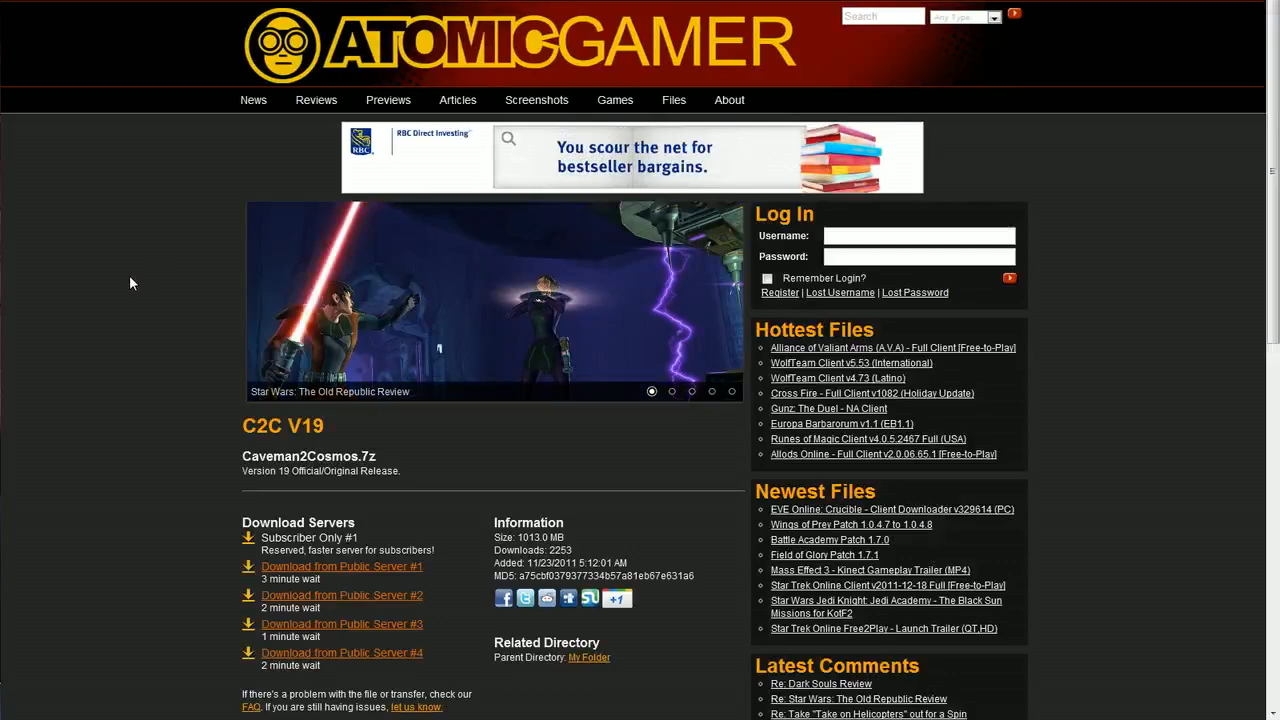 ATOMICGAMER
Search
Any Type
News
Reviews
Previews
Articles
Screenshots
Games
Files
About
RBC
RBC Direct Investing™
You scour the net for
bestseller bargains.
Star Wars: The Old Republic Review
C2C V19
Caveman2Cosmos.7z
Version 19 Official/Original Release.
Download Servers
Subscriber Only #1
Reserved, faster server for subscribers!
Download from Public Server #1
3 minute wait
Download from Public Server #2
2 minute wait
Download from Public Server #3
1 minute wait
Download from Public Server #4
2 minute wait
If there's a problem with the file or transfer, check our
FAQ. If you are still having issues, let us know.
Information
Size: 1013.0 MB
Downloads: 2253
Added: 11/23/2011 5:12:01 AM
MD5: a75cbf0379377334b57a81eb67e631a6
+1
Related Directory
Parent Directory: My Folder
Log In
Username:
Password:
Remember Login?
Register | Lost Username | Lost Password
Hottest Files
Alliance of Valiant Arms (A.V.A) - Full Client [Free-to-Play]
WolfTeam Client v5.53 (International)
WolfTeam Client v4.73 (Latino)
Cross Fire - Full Client v1082 (Holiday Update)
Gunz: The Duel - NA Client
Europa Barbarorum v1.1 (EB1.1)
Runes of Magic Client v4.0.5.2467 Full (USA)
Allods Online - Full Client v2.0.06.65.1 [Free-to-Play]
Newest Files
EVE Online: Crucible - Client Downloader v329614 (PC)
Wings of Prey Patch 1.0.4.7 to 1.0.4.8
Battle Academy Patch 1.7.0
Field of Glory Patch 1.7.1
Mass Effect 3 - Kinect Gameplay Trailer (MP4)
Star Trek Online Client v2011-12-18 Full [Free-to-Play]
Star Wars Jedi Knight: Jedi Academy - The Black Sun
Missions for KotF2
Star Trek Online Free2Play - Launch Trailer (QT,HD)
Latest Comments
Re: Dark Souls Review
Re: Star Wars: The Old Republic Review
Re: Take "Take on Helicopters" out for a Spin